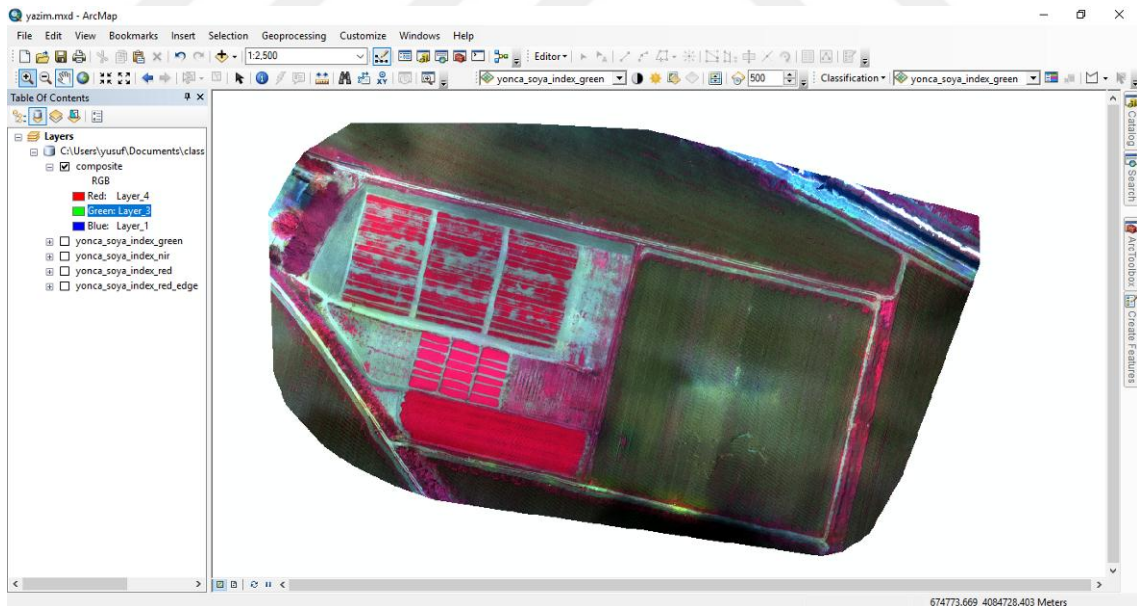 yazim.mxd - ArcMap
File Edit View Bookmarks Insert Selection Geoprocessing Customize Windows Help
1:2,500 Editor
yonca_soya_index_green 500 Classification yonca_soya_index_green
Table Of Contents
Layers
C:\Users\yusuf\Documents\class
composite
RGB
Red: Layer_4
Green: Layer_3
Blue: Layer_1
yonca_soya_index_green
yonca_soya_index_nir
yonca_soya_index_red
yonca_soya_index_red_edge
Catalog
Search
ArcToolbox
Create Features
674773,669 4084728,403 Meters